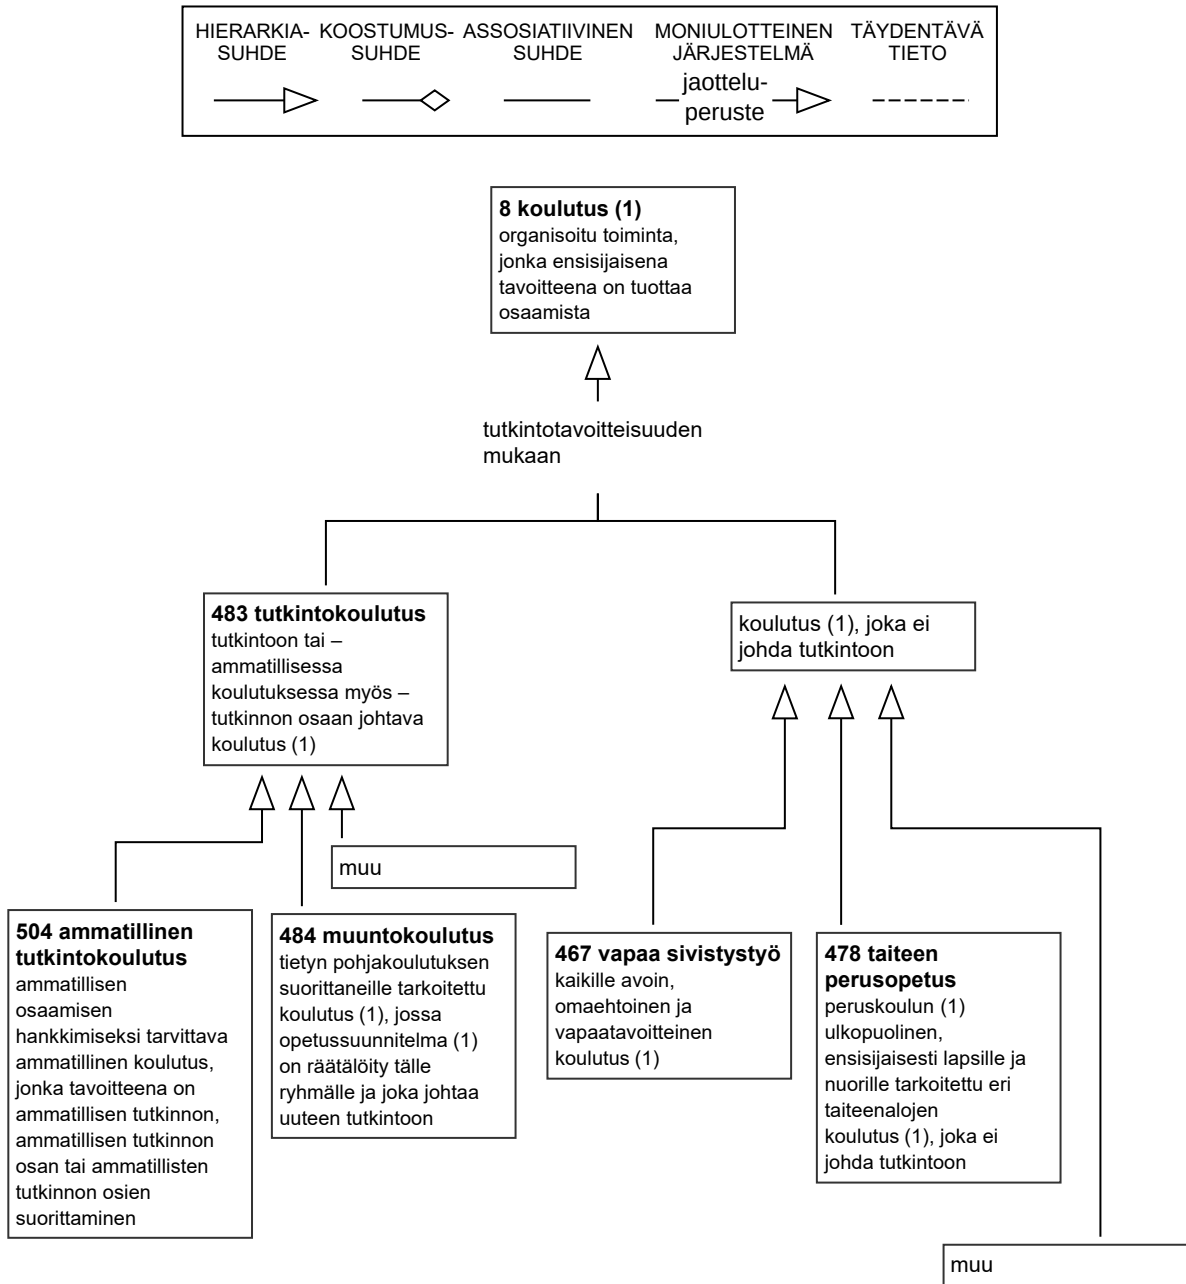 HIERARKIA-
SUHDE
KOOSTUMUS-
SUHDE
ASSOSIATIIVINEN
SUHDE
MONIULOTTEINEN
JÄRJESTELMÄ
jaottelu-
peruste
TÄYDENTÄVÄ
TIETO
8 koulutus (1)
organisoitu toiminta,
jonka ensisijaisena
tavoitteena on tuottaa
osaamista
tutkintotavoitteisuuden
mukaan
483 tutkintokoulutus
tutkintoon tai –
ammatillisessa
koulutuksessa myös –
tutkinnon osaan johtava
koulutus (1)
koulutus (1), joka ei
johda tutkintoon
muu
504 ammatillinen
tutkintokoulutus
ammatillisen
osaamisen
hankkimiseksi tarvittava
ammatillinen koulutus,
jonka tavoitteena on
ammatillisen tutkinnon,
ammatillisen tutkinnon
osan tai ammatillisten
tutkinnon osien
suorittaminen
484 muuntokoulutus
tietyn pohjakoulutuksen
suorittaneille tarkoitettu
koulutus (1), jossa
opetussuunnitelma (1)
on räätälöity tälle
ryhmälle ja joka johtaa
uuteen tutkintoon
467 vapaa sivistystyö
kaikille avoin,
omaehtoinen ja
vapaatavoitteinen
koulutus (1)
478 taiteen
perusopetus
peruskoulun (1)
ulkopuolinen,
ensisijaisesti lapsille ja
nuorille tarkoitettu eri
taiteenalojen
koulutus (1), joka ei
johda tutkintoon
muu